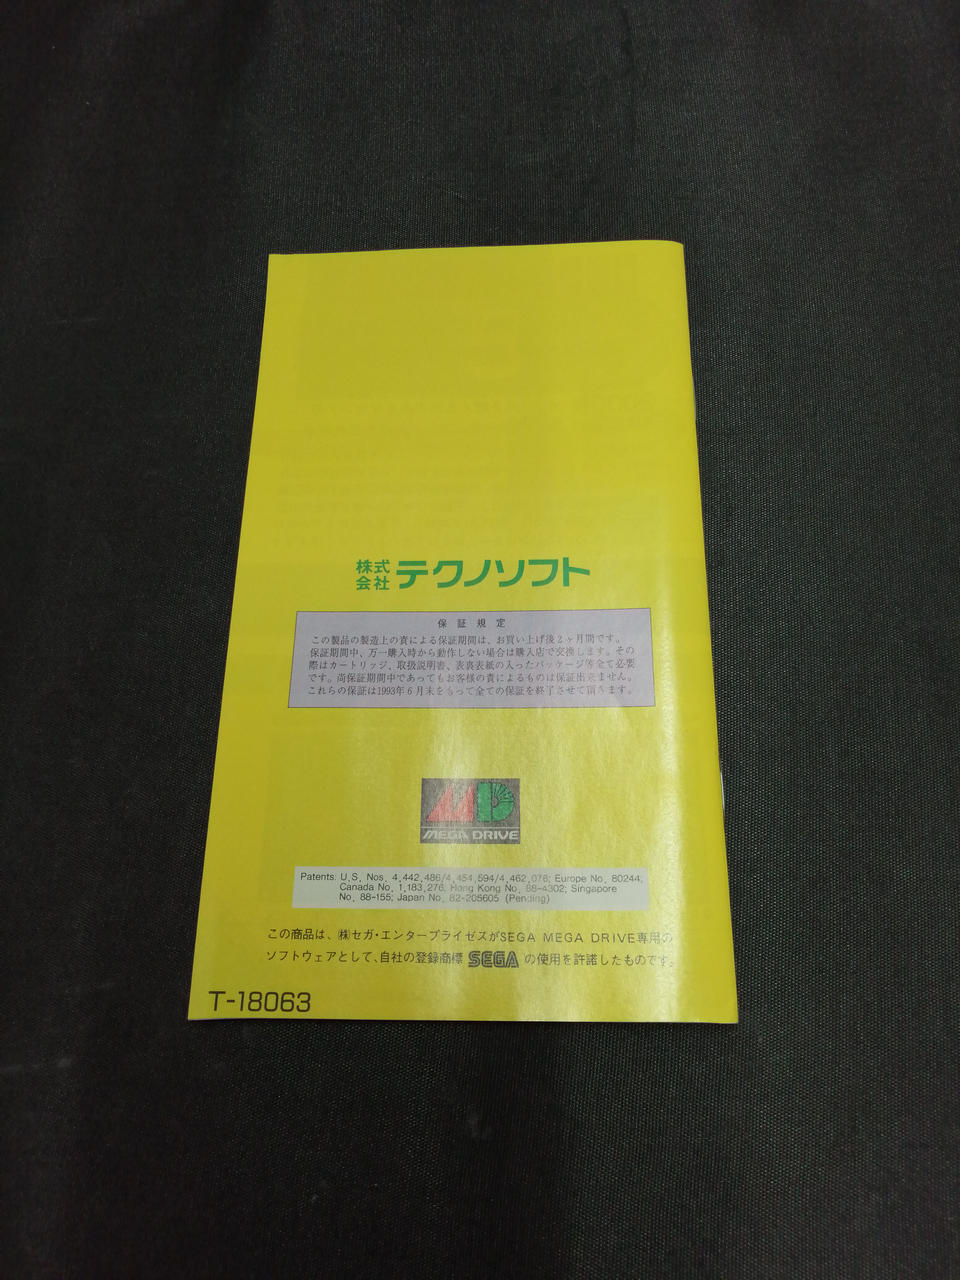 株式会社 テクノソフト
保証規定
この製品の製造上の責による保証期間は、お買い上げ後2ヶ月間です。
保証期間中、万一購入時から動作しない場合は購入店で交換します。その
際はカートリッジ、取扱説明書、表裏表紙の入ったパッケージ等全て必要
です。尚保証期間中であってもお客様の責によるものは保証出来ません。
これらの保証は1993年6月末をもって全ての保証を終了させて頂きます。
MD
MEGA DRIVE
Patents: U.S. Nos. 4,442,486/4,454,594/4,462,076; Europe No. 80244;
Canada No. 1,183,276; Hong Kong No. 88-4302; Singapore
No. 88-155; Japan No. 82-205605 (Pending)
この商品は、㈱セガ・エンタープライゼスがSEGA MEGA DRIVE専用の
ソフトウェアとして、自社の登録商標 SEGA の使用を許諾したものです。
T-18063